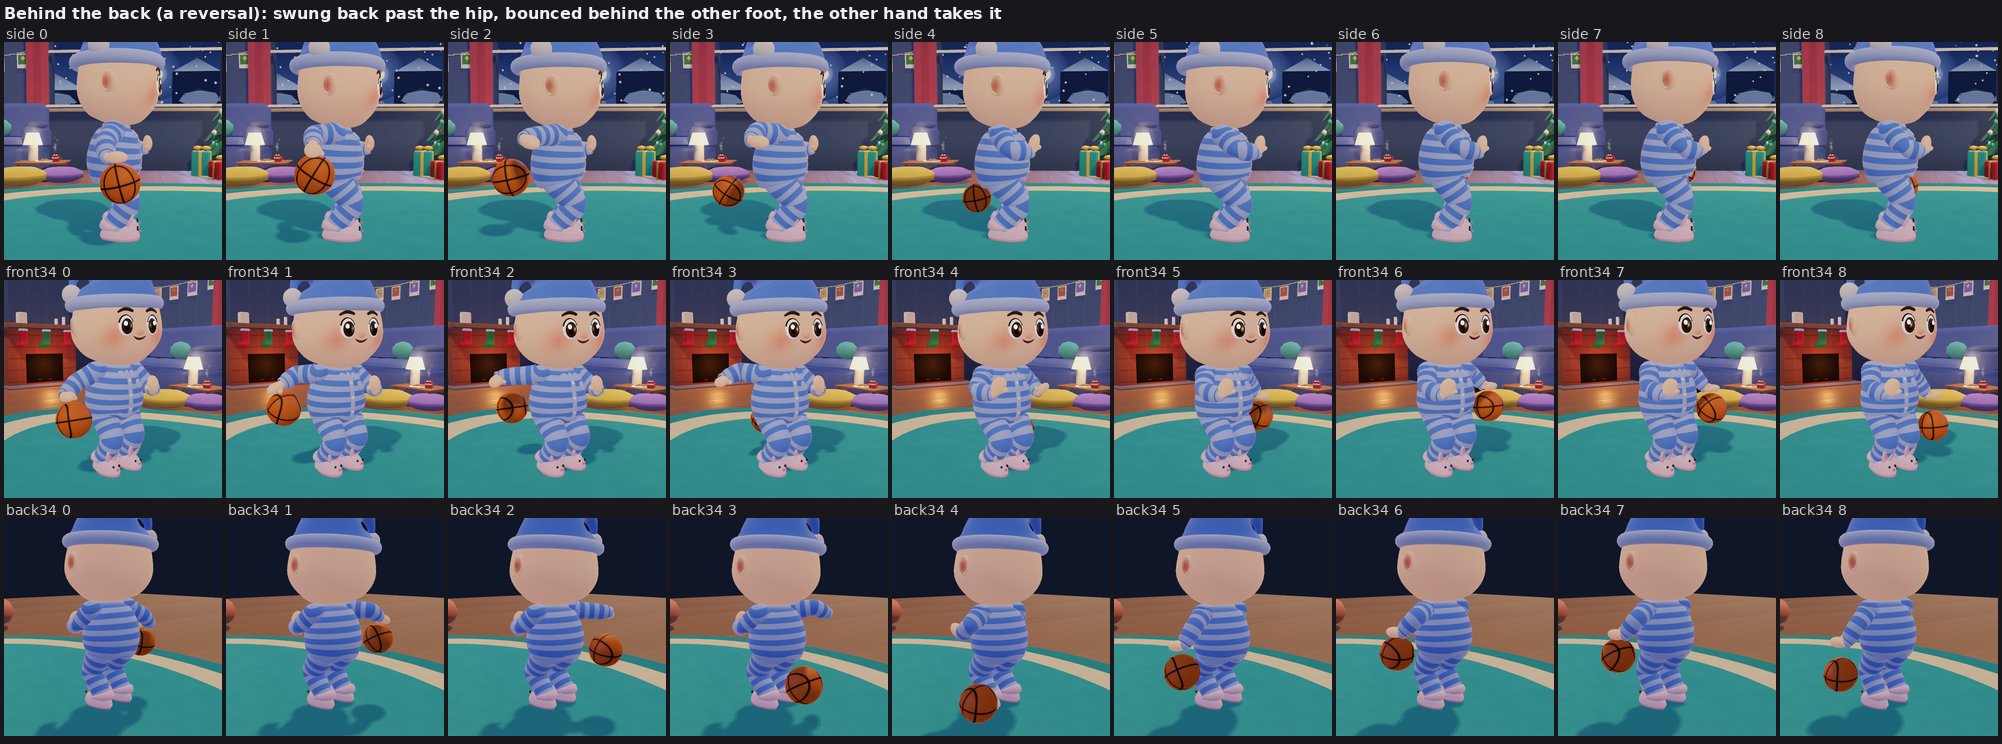 Behind the back (a reversal): swung back past the hip, bounced behind the other foot, the other hand takes it
side 0 side 1 side 2 side 3 side 4 side 5 side 6 side 7 side 8
front34 0 front34 1 front34 2 front34 3 front34 4 front34 5 front34 6 front34 7 front34 8
back34 0 back34 1 back34 2 back34 3 back34 4 back34 5 back34 6 back34 7 back34 8